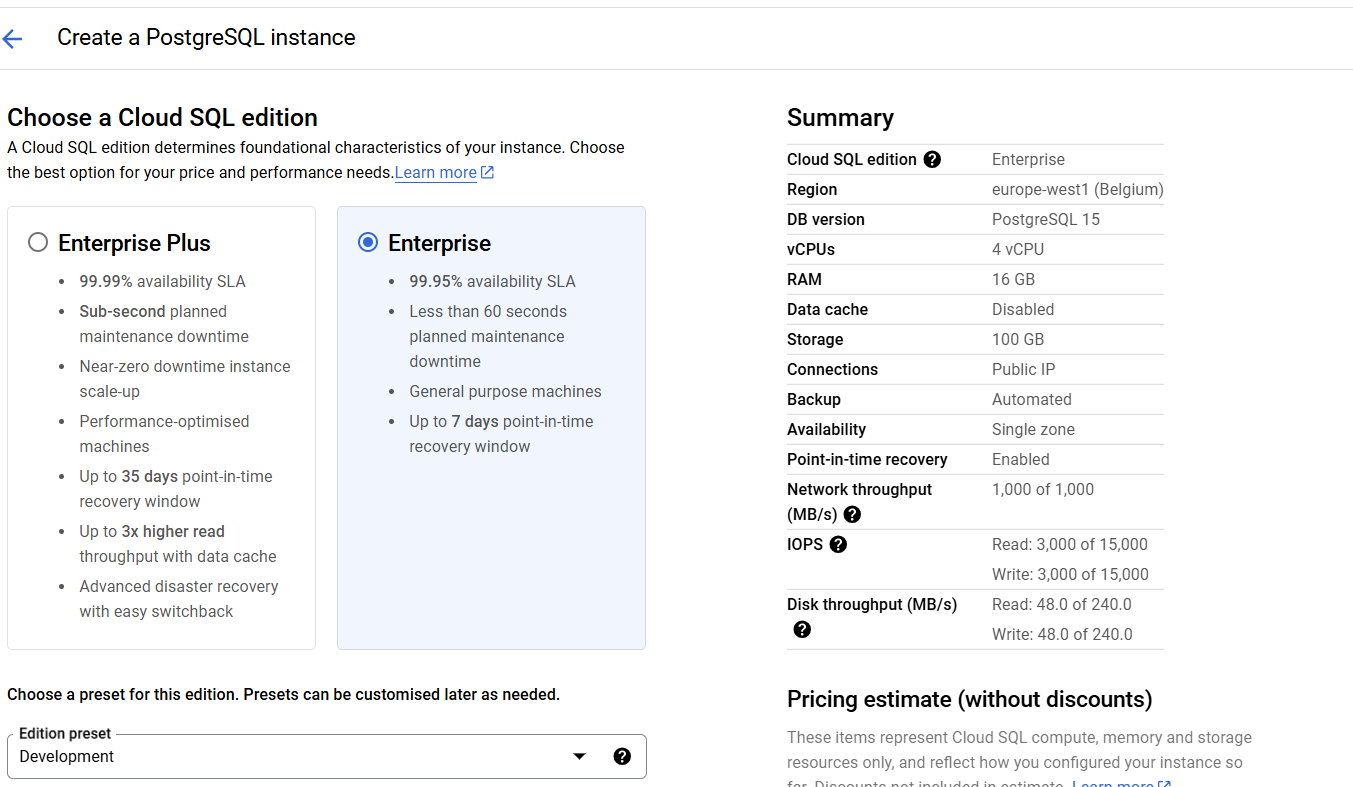 Create a PostgreSQL instance
Choose a Cloud SQL edition
A Cloud SQL edition determines foundational characteristics of your instance. Choose
the best option for your price and performance needs.Learn more
Enterprise Plus
• 99.99% availability SLA
• Sub-second planned
maintenance downtime
• Near-zero downtime instance
scale-up
• Performance-optimised
machines
• Up to 35 days point-in-time
recovery window
• Up to 3x higher read
throughput with data cache
• Advanced disaster recovery
with easy switchback
Enterprise
• 99.95% availability SLA
• Less than 60 seconds
planned maintenance
downtime
• General purpose machines
• Up to 7 days point-in-time
recovery window
Choose a preset for this edition. Presets can be customised later as needed.
Edition preset
Development
Summary
Cloud SQL edition Enterprise
Region europe-west1 (Belgium)
DB version PostgreSQL 15
vCPUs 4 vCPU
RAM 16 GB
Data cache Disabled
Storage 100 GB
Connections Public IP
Backup Automated
Availability Single zone
Point-in-time recovery Enabled
Network throughput 1,000 of 1,000
(MB/s)
IOPS Read: 3,000 of 15,000
Write: 3,000 of 15,000
Disk throughput (MB/s) Read: 48.0 of 240.0
Write: 48.0 of 240.0
Pricing estimate (without discounts)
These items represent Cloud SQL compute, memory and storage
resources only, and reflect how you configured your instance so
far. Discounts not included in estimate. Learn more